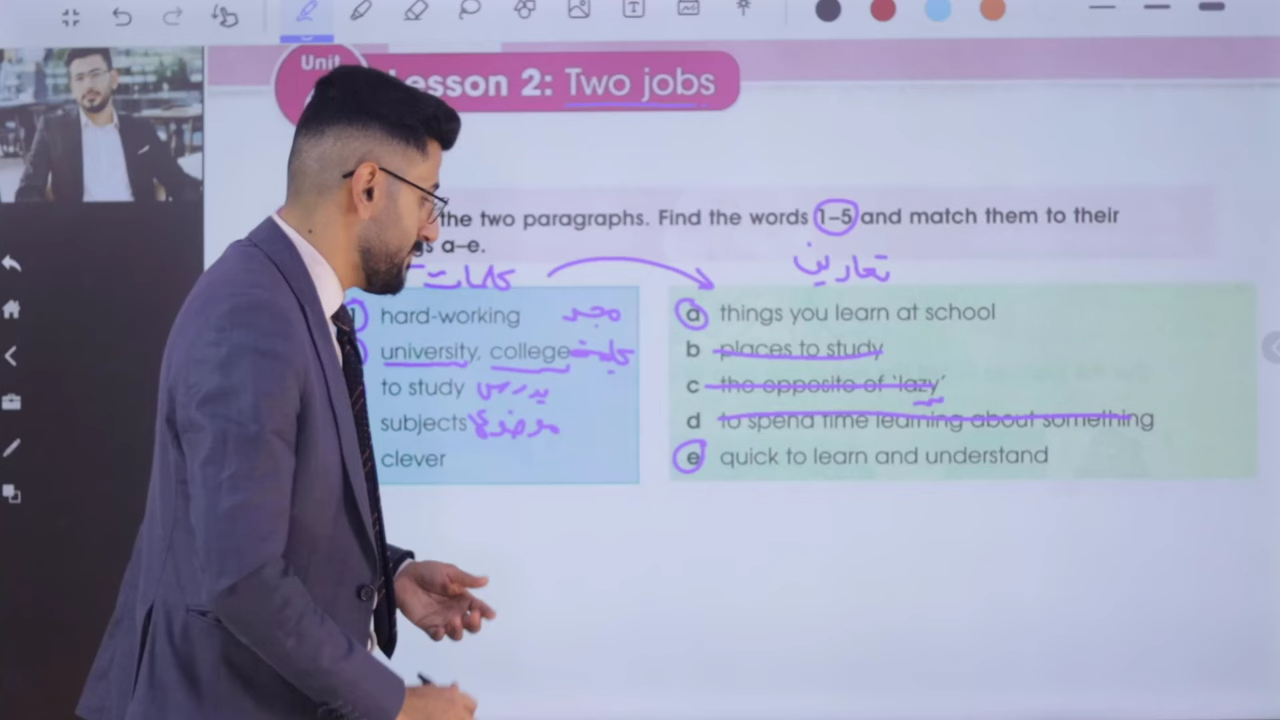 Unit
Lesson 2: Two jobs
the two paragraphs. Find the words 1–5 and match them to their
gs a–e.
كلمات
تعاريف
1 hard-working مجد
university, college كلية
to study يدرس
subjects
clever
a things you learn at school
b places to study
c the opposite of ‘lazy’
d to spend time learning about something
e quick to learn and understand